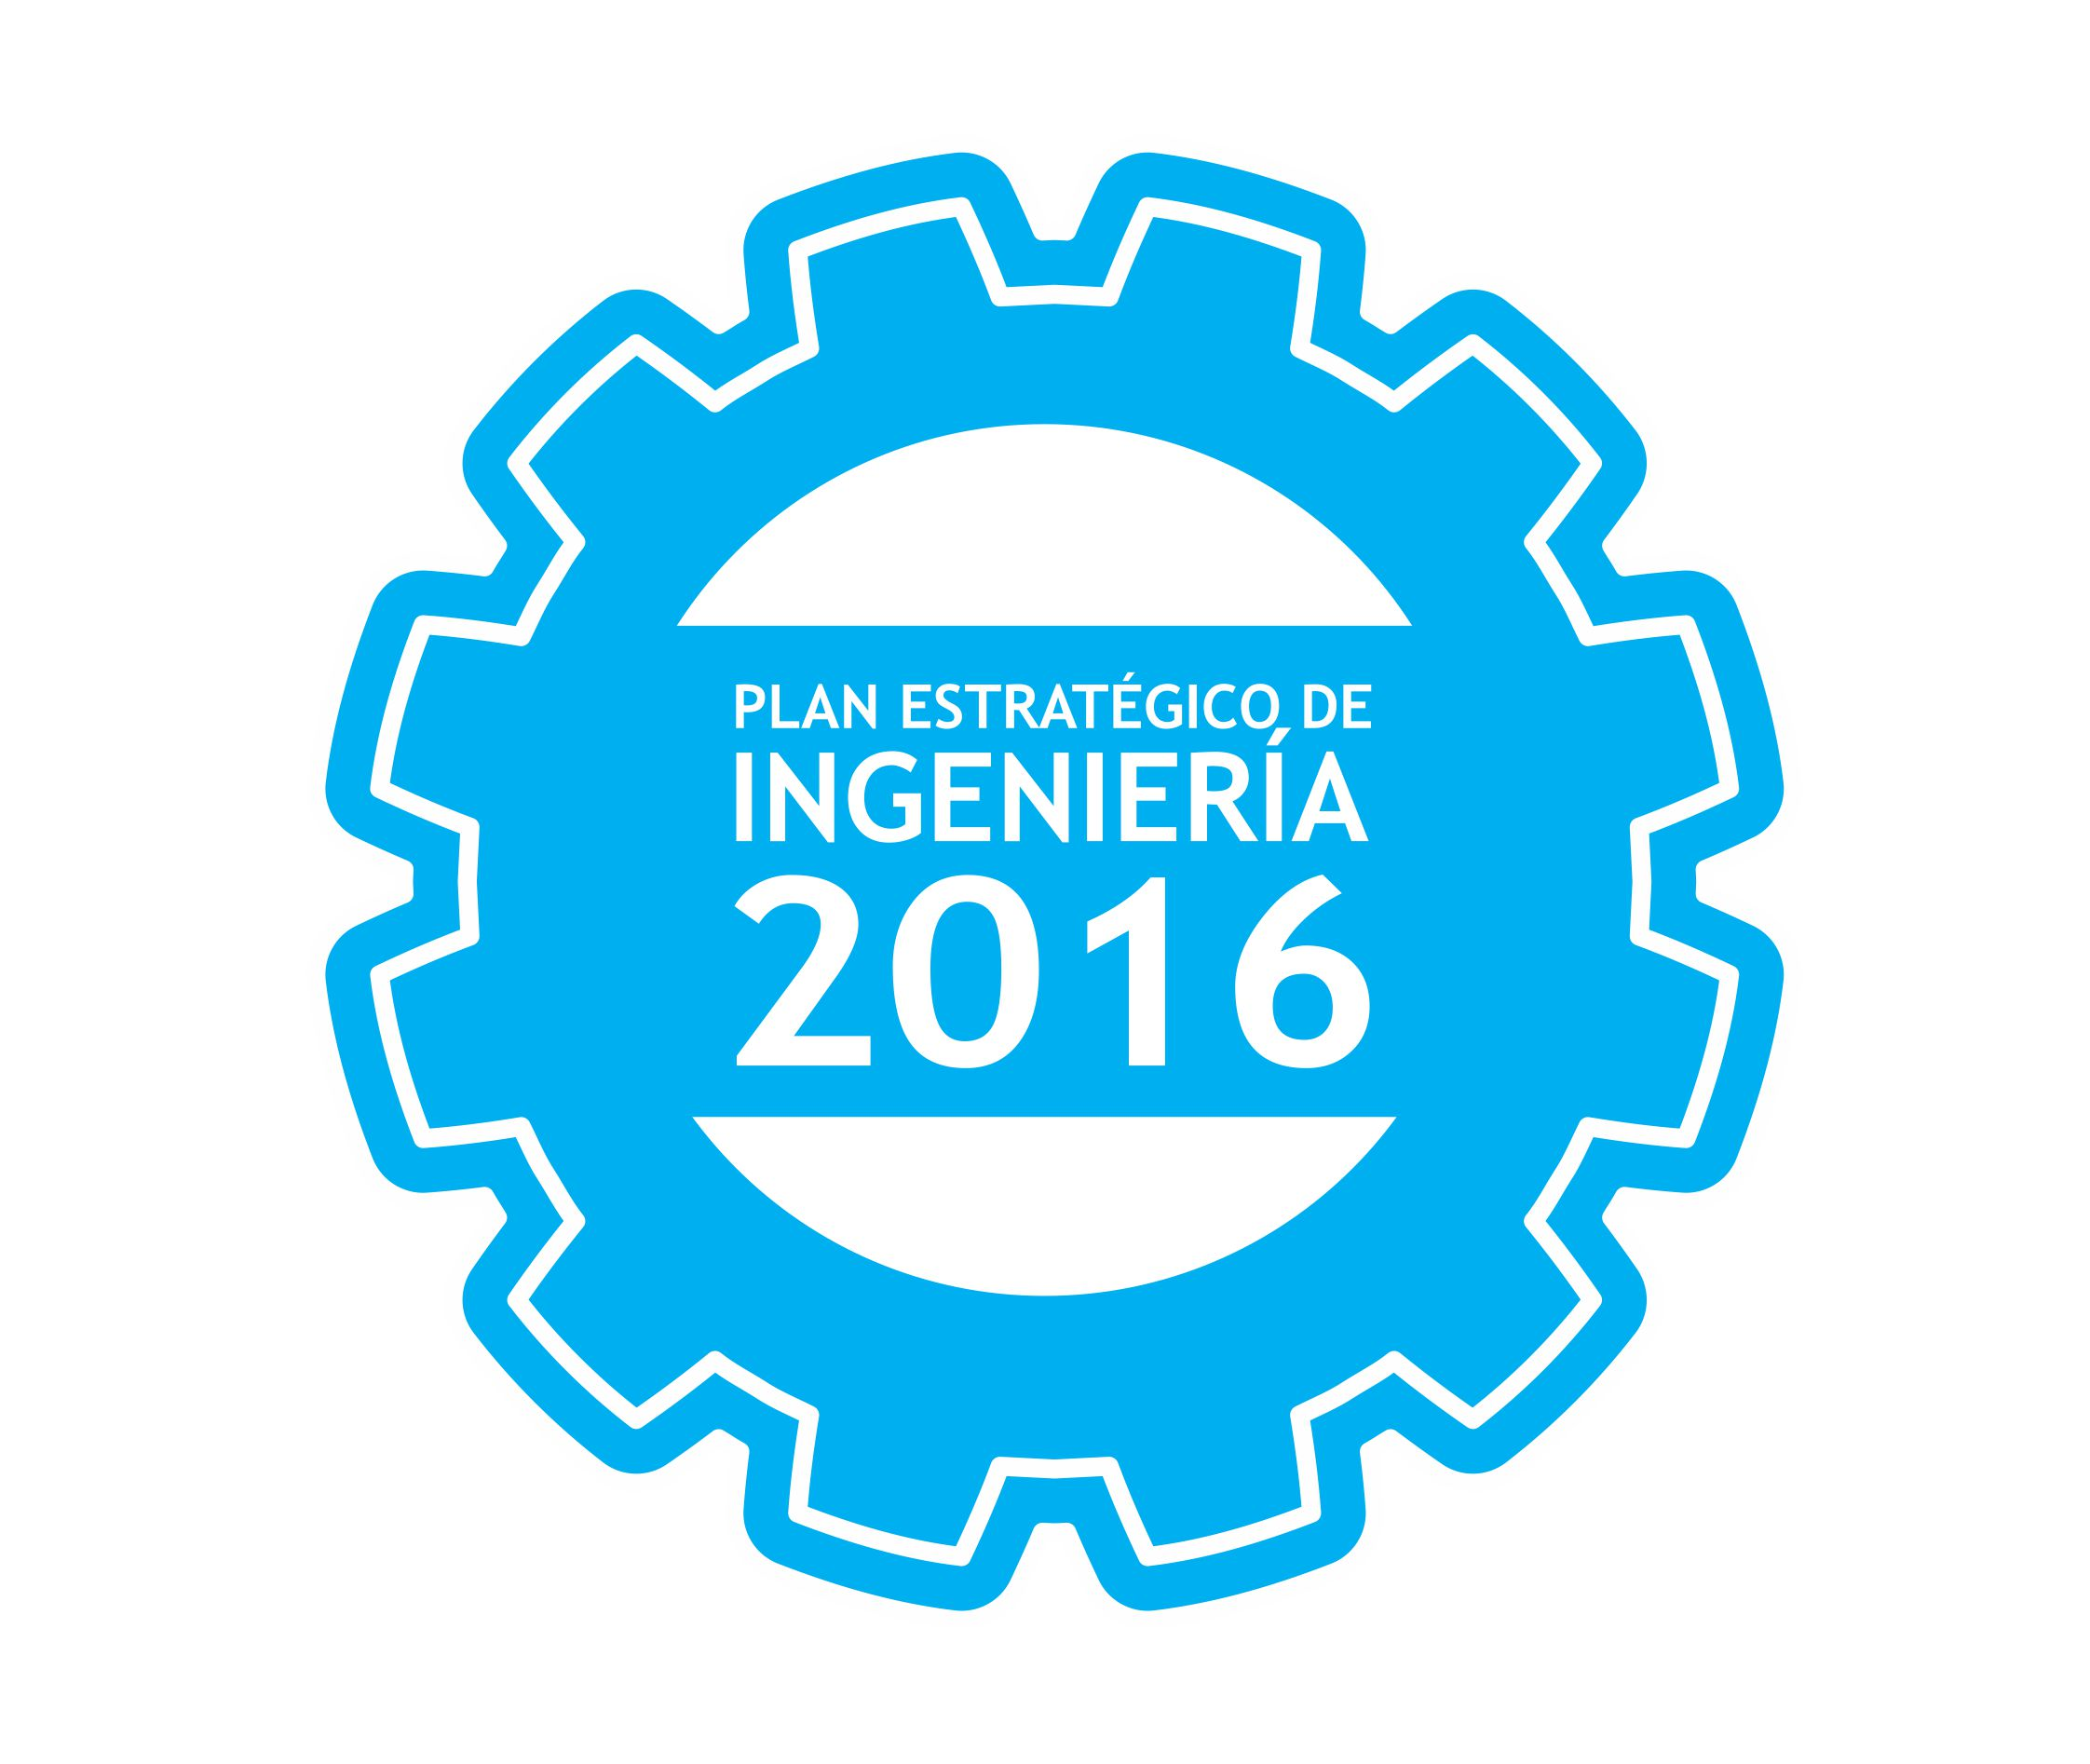 PLAN ESTRATÉGICO DE
INGENIERÍA
2016